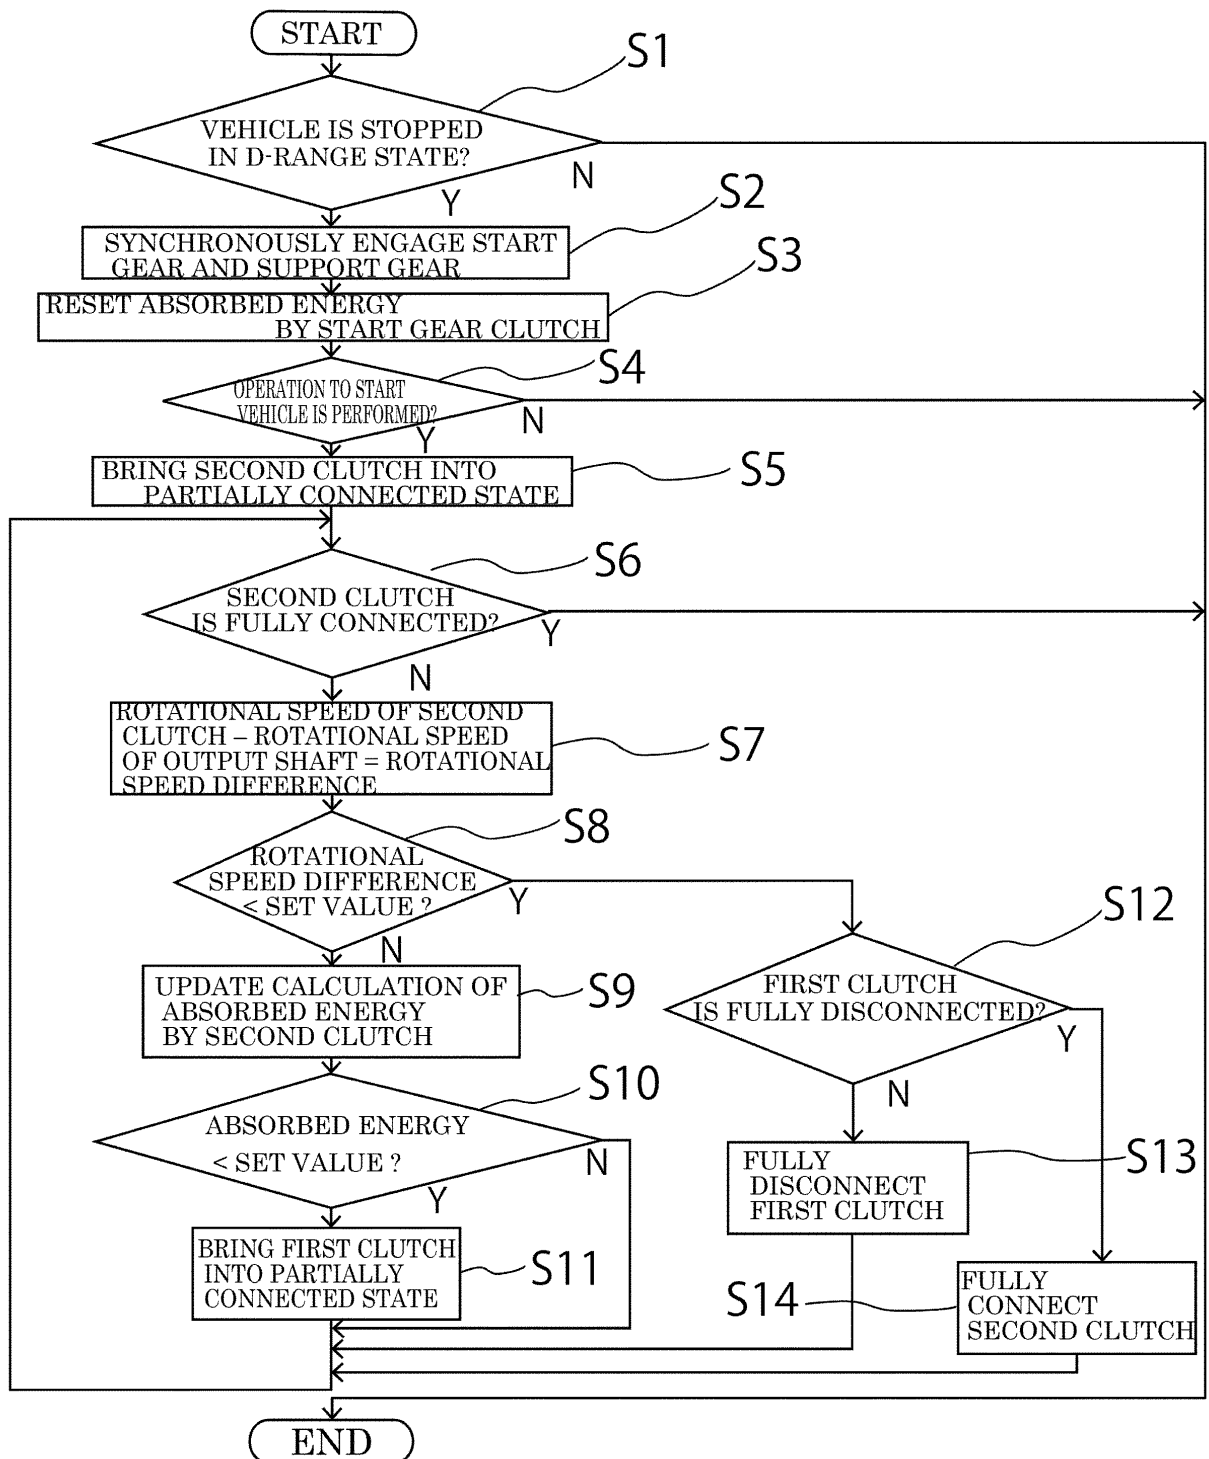 START
S1
VEHICLE IS STOPPED
IN D-RANGE STATE?
N
Y
S2
SYNCHRONOUSLY ENGAGE START
GEAR AND SUPPORT GEAR
S3
RESET ABSORBED ENERGY
BY START GEAR CLUTCH
S4
OPERATION TO START
VEHICLE IS PERFORMED?
N
Y
S5
BRING SECOND CLUTCH INTO
PARTIALLY CONNECTED STATE
S6
SECOND CLUTCH
IS FULLY CONNECTED?
Y
N
S7
ROTATIONAL SPEED OF SECOND
CLUTCH – ROTATIONAL SPEED
OF OUTPUT SHAFT = ROTATIONAL
SPEED DIFFERENCE
S8
ROTATIONAL
SPEED DIFFERENCE
< SET VALUE ?
Y
N
S12
FIRST CLUTCH
IS FULLY DISCONNECTED?
Y
N
S9
UPDATE CALCULATION OF
ABSORBED ENERGY
BY SECOND CLUTCH
S10
ABSORBED ENERGY
< SET VALUE ?
N
Y
S13
FULLY
DISCONNECT
FIRST CLUTCH
S11
BRING FIRST CLUTCH
INTO PARTIALLY
CONNECTED STATE
S14
FULLY
CONNECT
SECOND CLUTCH
END